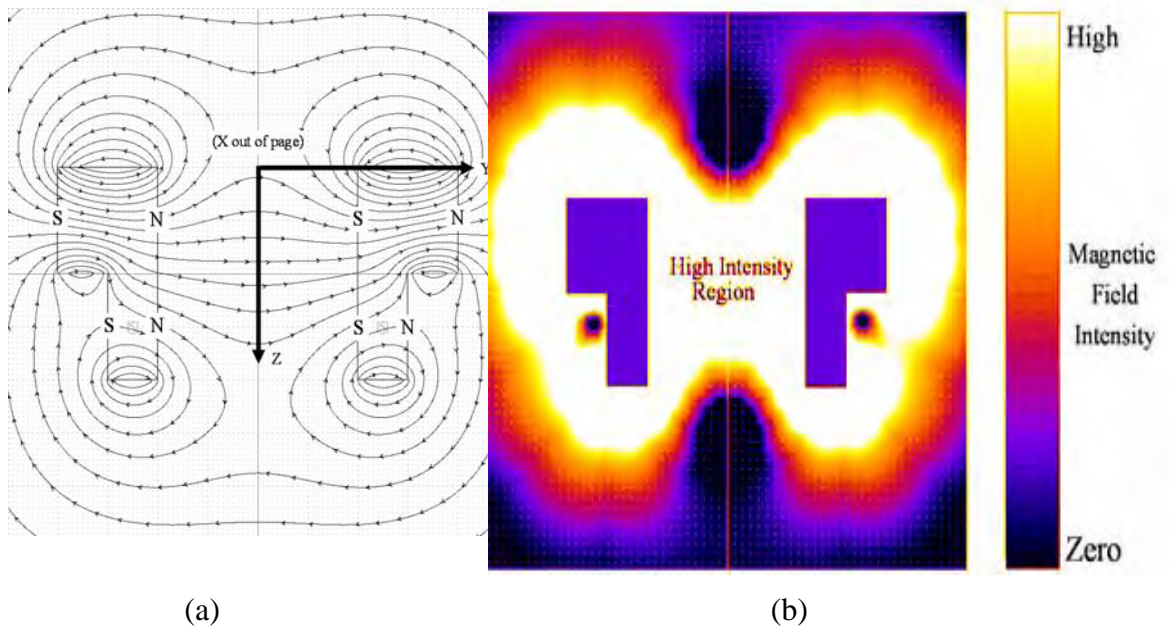 (X out of page)
Y
S
N
S
N
S
N
S
N
Z
High Intensity
Region
High
Magnetic
Field
Intensity
Zero
(a)
(b)